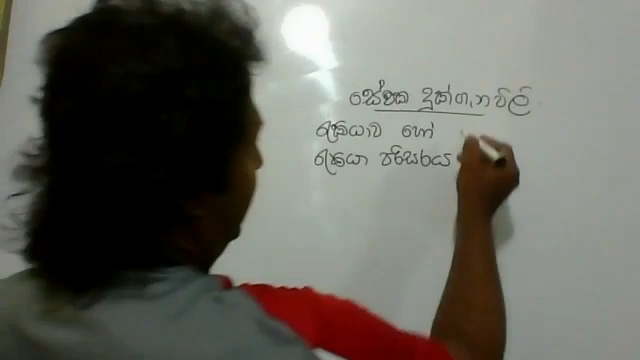 සේවක දුක්ගැනවිලි
රැකියාව හෝ
රැකියා පරිසරය